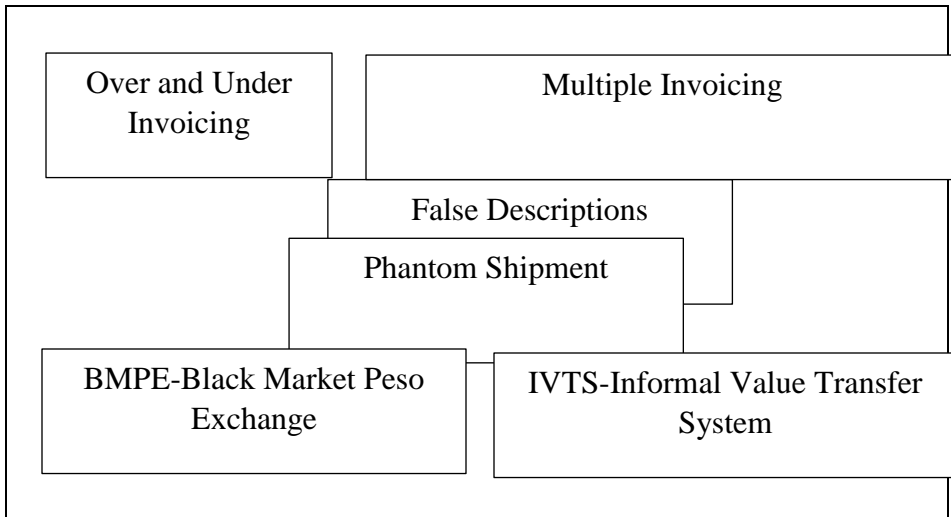 Over and Under
Invoicing
Multiple Invoicing
False Descriptions
Phantom Shipment
BMPE-Black Market Peso
Exchange
IVTS-Informal Value Transfer
System